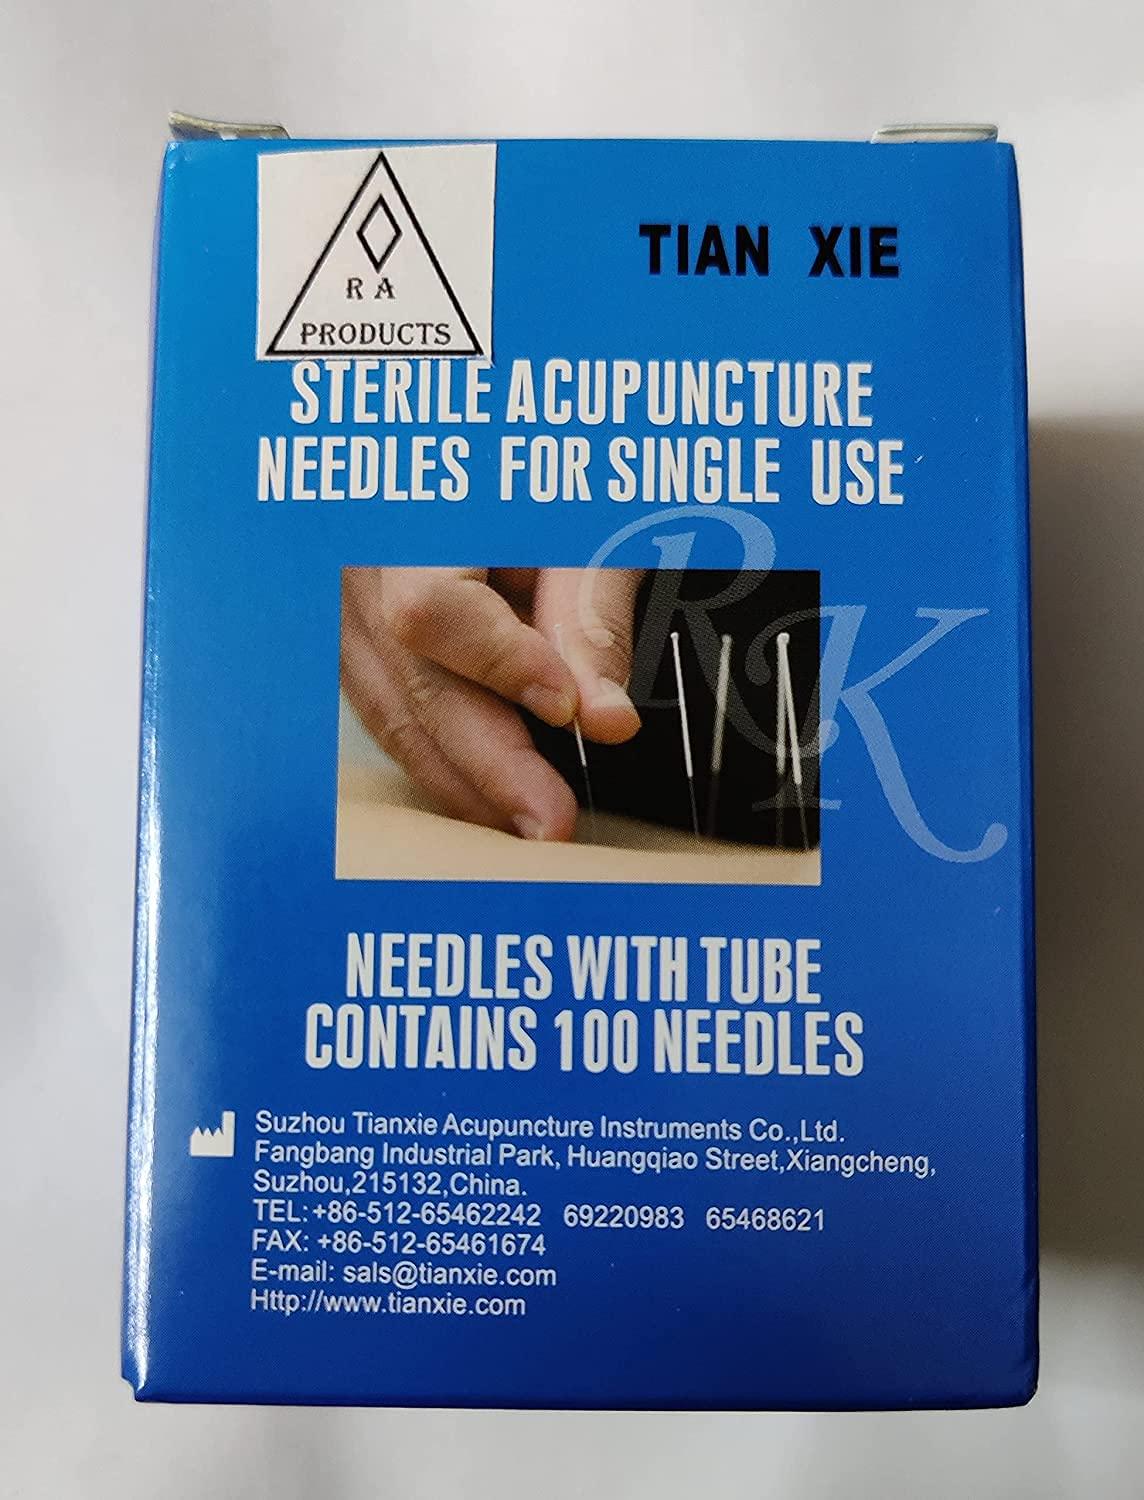 R A
PRODUCTS
TIAN XIE
STERILE ACUPUNCTURE
NEEDLES FOR SINGLE USE
RK
NEEDLES WITH TUBE
CONTAINS 100 NEEDLES
Suzhou Tianxie Acupuncture Instruments Co.,Ltd.
Fangbang Industrial Park, Huangqiao Street,Xiangcheng,
Suzhou,215132,China.
TEL:+86-512-65462242 69220983 65468621
FAX: +86-512-65461674
E-mail: sals@tianxie.com
Http://www.tianxie.com